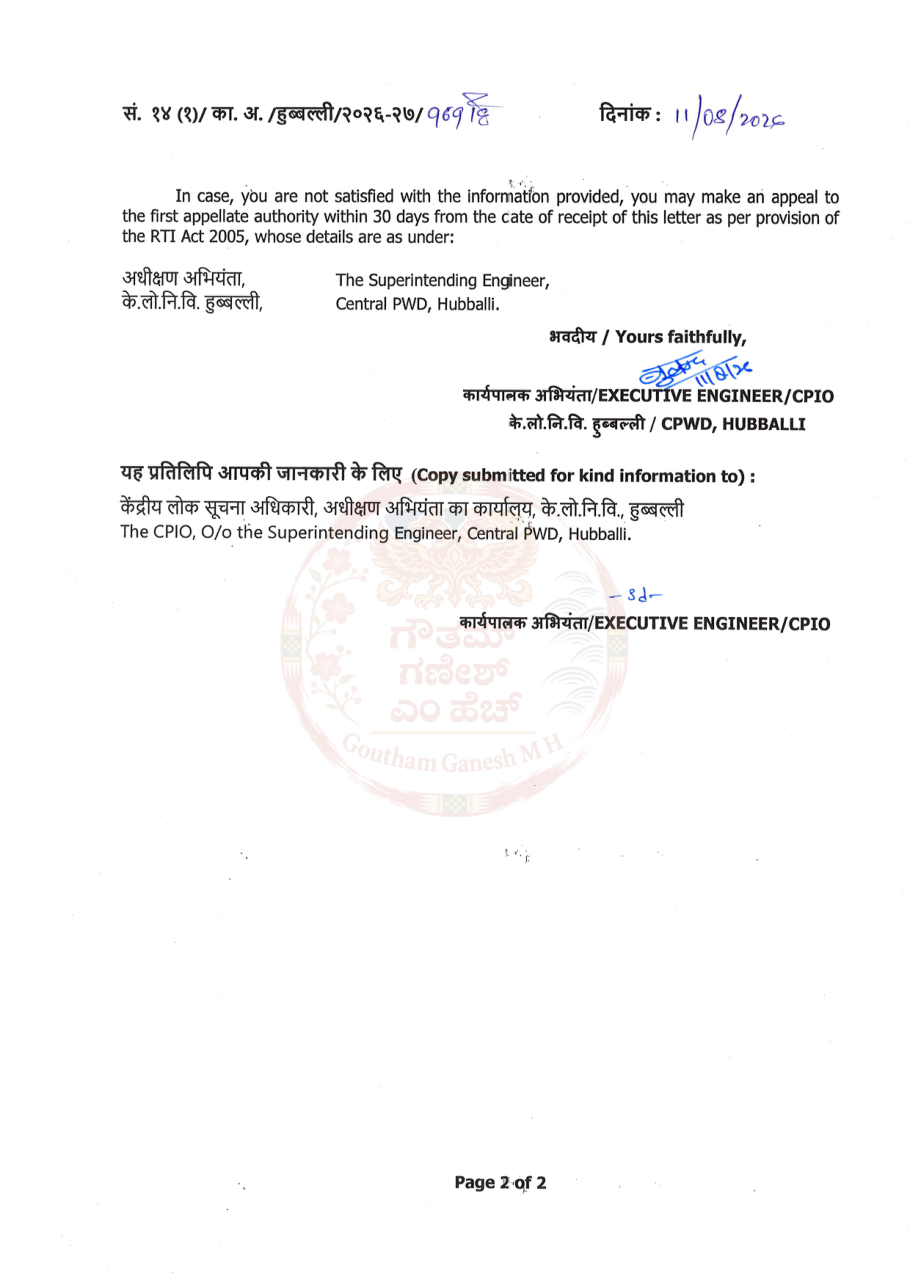 सं. १४ (१)/ का. अ. /हुब्बल्ली/२०२६-२७/
दिनांक : 11/08/2026
In case, you are not satisfied with the information provided, you may make an appeal to
the first appellate authority within 30 days from the cate of receipt of this letter as per provision of
the RTI Act 2005, whose details are as under:
अधीक्षण अभियंता, The Superintending Engineer,
के.लो.नि.वि. हुब्बल्ली, Central PWD, Hubballi.
भवदीय / Yours faithfully,
11/8/26
कार्यपालक अभियंता/EXECUTIVE ENGINEER/CPIO
के.लो.नि.वि. हुब्बल्ली / CPWD, HUBBALLI
यह प्रतिलिपि आपकी जानकारी के लिए (Copy submitted for kind information to) :
केंद्रीय लोक सूचना अधिकारी, अधीक्षण अभियंता का कार्यालय, के.लो.नि.वि., हुब्बल्ली
The CPIO, O/o the Superintending Engineer, Central PWD, Hubballi.
- sd -
कार्यपालक अभियंता/EXECUTIVE ENGINEER/CPIO
ಗೌತಮ್
ಗಣೇಶ್
ಎಂ ಹೆಚ್
Goutham Ganesh M H
Page 2 of 2